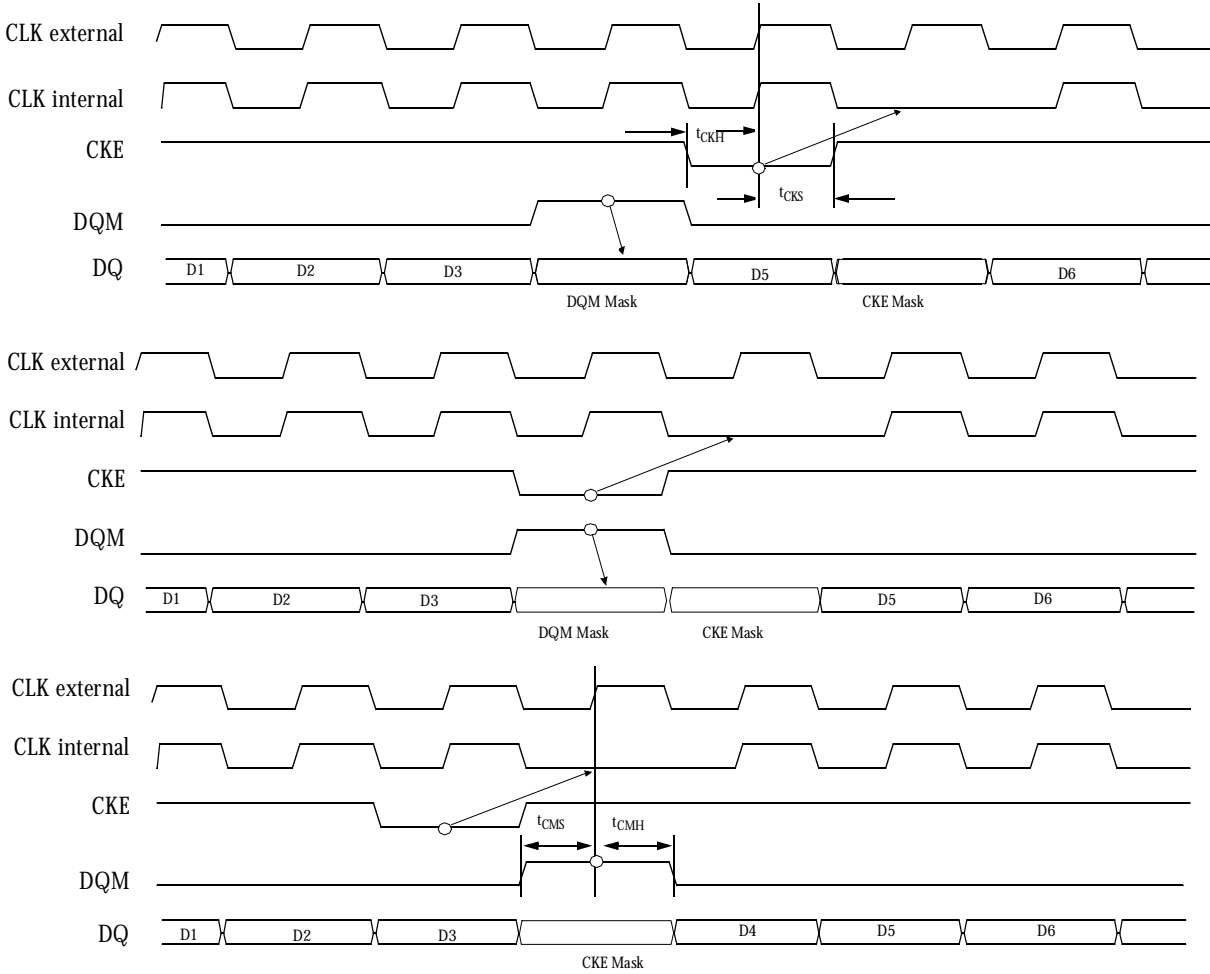 CLK external
CLK internal
tCKH
CKE
tCKS
DQM
DQ D1 D2 D3 D5 D6
DQM Mask CKE Mask
CLK external
CLK internal
CKE
DQM
DQ D1 D2 D3 D5 D6
DQM Mask CKE Mask
CLK external
CLK internal
CKE
tCMS tCMH
DQM
DQ D1 D2 D3 D4 D5 D6
CKE Mask